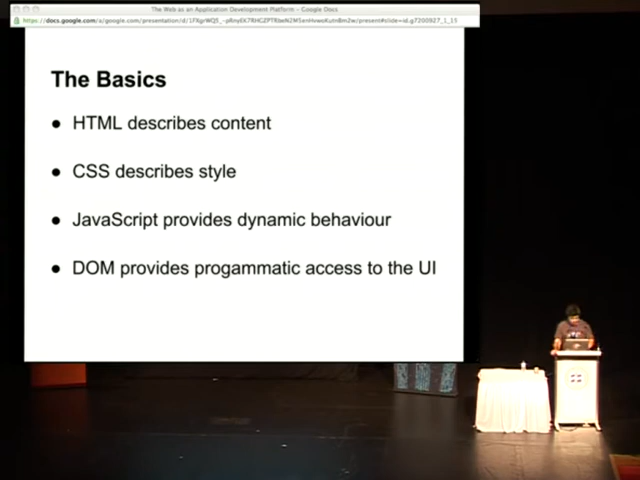 The Web as an Application Development Platform – Google Docs
The Basics
● HTML describes content
● CSS describes style
● JavaScript provides dynamic behaviour
● DOM provides progammatic access to the UI